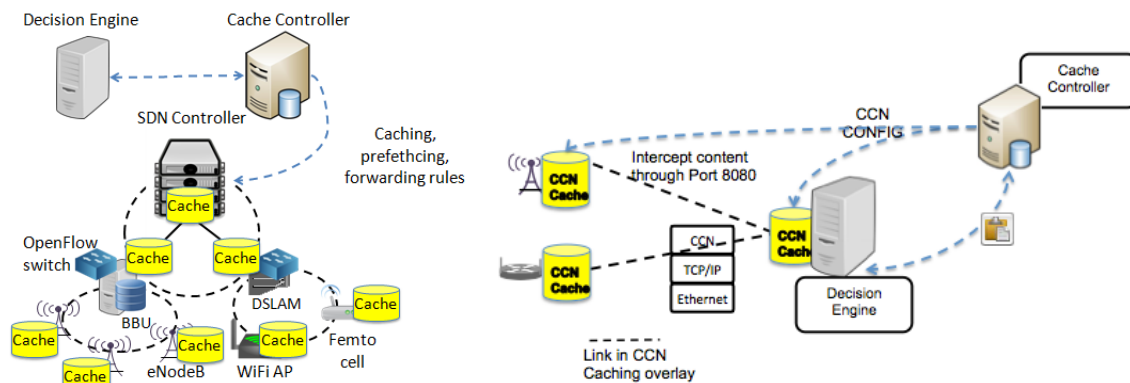 Decision Engine
Cache Controller
SDN Controller
Caching,
prefethcing,
forwarding rules
Cache
OpenFlow
switch
Cache
Cache
BBU
DSLAM
Cache
Cache
Cache
Cache
Cache
eNodeB
WiFi AP
Femto
cell
Cache
Controller
CCN
CONFIG
Intercept content
through Port 8080
CCN
Cache
CCN
Cache
CCN
Cache
CCN
TCP/IP
Ethernet
Decision
Engine
Link in CCN
Caching overlay